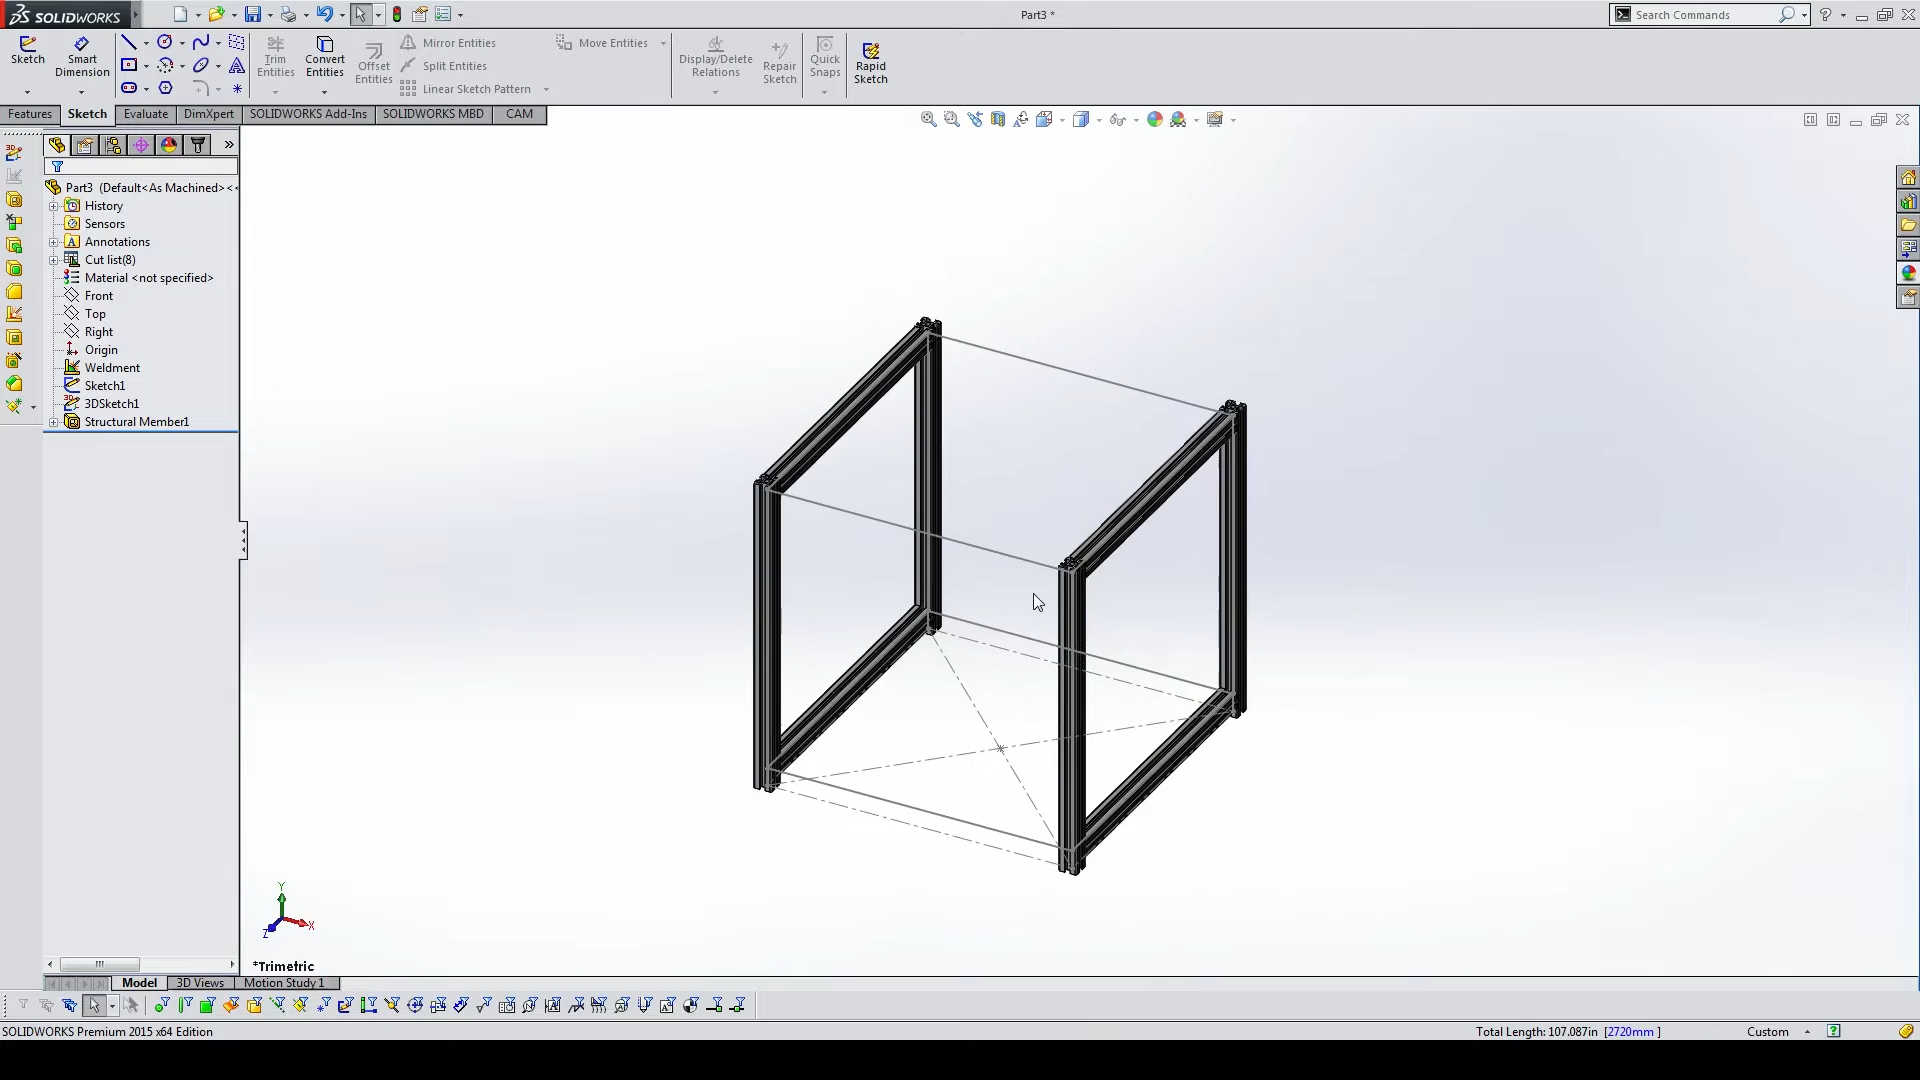 SOLIDWORKS
Part3 *
Search Commands
Sketch
Smart Dimension
Trim Entities
Convert Entities
Offset Entities
Mirror Entities
Split Entities
Linear Sketch Pattern
Move Entities
Display/Delete Relations
Repair Sketch
Quick Snaps
Rapid Sketch
Features
Sketch
Evaluate
DimXpert
SOLIDWORKS Add-Ins
SOLIDWORKS MBD
CAM
Part3 (Default<As Machined><<
History
Sensors
Annotations
Cut list(8)
Material <not specified>
Front
Top
Right
Origin
Weldment
Sketch1
3DSketch1
Structural Member1
Y
X
Z
*Trimetric
Model
3D Views
Motion Study 1
SOLIDWORKS Premium 2015 x64 Edition
Total Length: 107.087in [2720mm ]
Custom